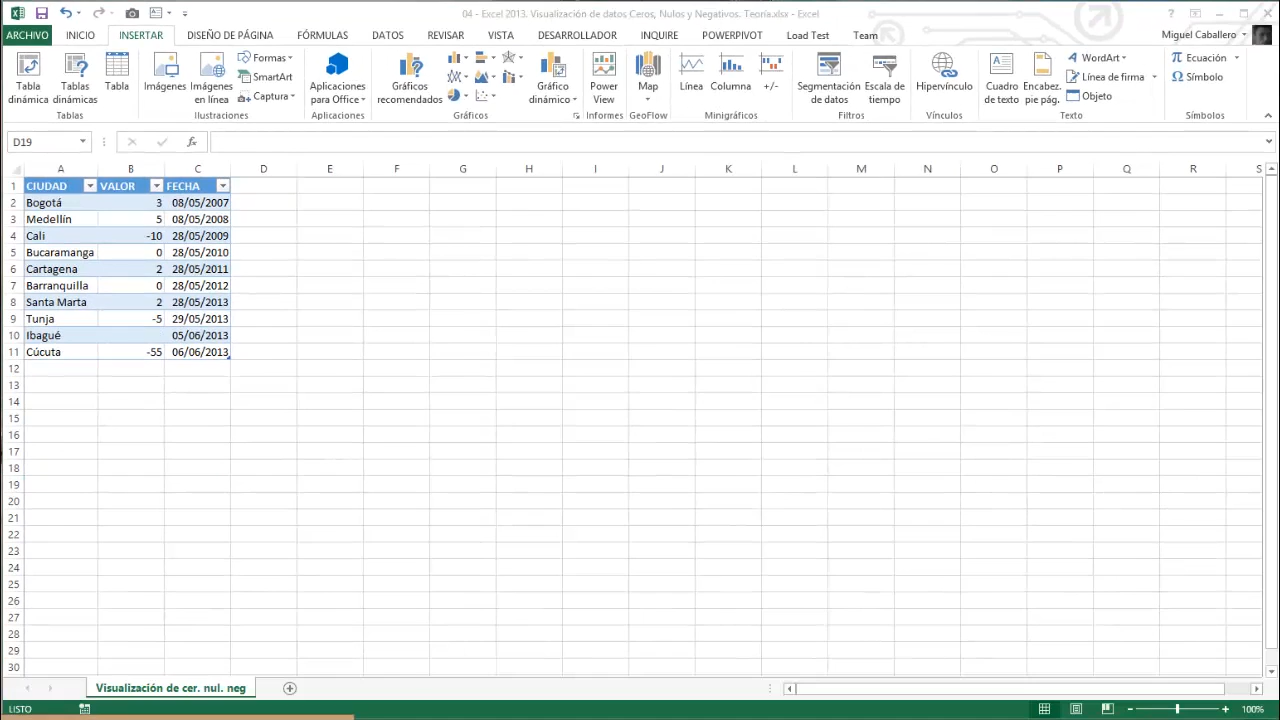 04 - Excel 2013. Visualización de datos Ceros, Nulos y Negativos. Teoria.xlsx - Excel
ARCHIVO INICIO INSERTAR DISEÑO DE PÁGINA FÓRMULAS DATOS REVISAR VISTA DESARROLLADOR INQUIRE POWERPIVOT Load Test Team Miguel Caballero
Tabla dinámica
Tablas dinámicas
Tabla
Tablas
Imágenes
Imágenes en línea
Formas
SmartArt
Captura
Ilustraciones
Aplicaciones para Office
Aplicaciones
Gráficos recomendados
Gráfico dinámico
Gráficos
Power View
Informes
Map
GeoFlow
Línea
Columna
+/-
Minigráficos
Segmentación de datos
Escala de tiempo
Filtros
Hipervínculo
Vínculos
Cuadro de texto
Encabez. pie pág.
WordArt
Línea de firma
Objeto
Texto
π Ecuación
Ω Símbolo
Símbolos
D19 fx
A B C D E F G H I J K L M N O P Q R S
1 CIUDAD VALOR FECHA
2 Bogotá 3 08/05/2007
3 Medellín 5 08/05/2008
4 Cali -10 28/05/2009
5 Bucaramanga 0 28/05/2010
6 Cartagena 2 28/05/2011
7 Barranquilla 0 28/05/2012
8 Santa Marta 2 28/05/2013
9 Tunja -5 29/05/2013
10 Ibagué 05/06/2013
11 Cúcuta -55 06/06/2013
12
13
14
15
16
17
18
19
20
21
22
23
24
25
26
27
28
29
30
Visualización de cer. nul. neg
LISTO 100%